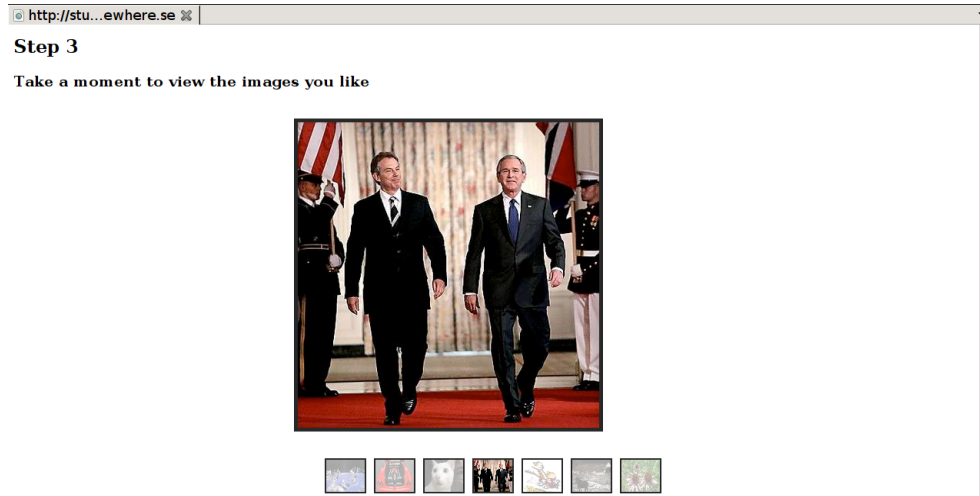 http://stu...ewhere.se
Step 3
Take a moment to view the images you like